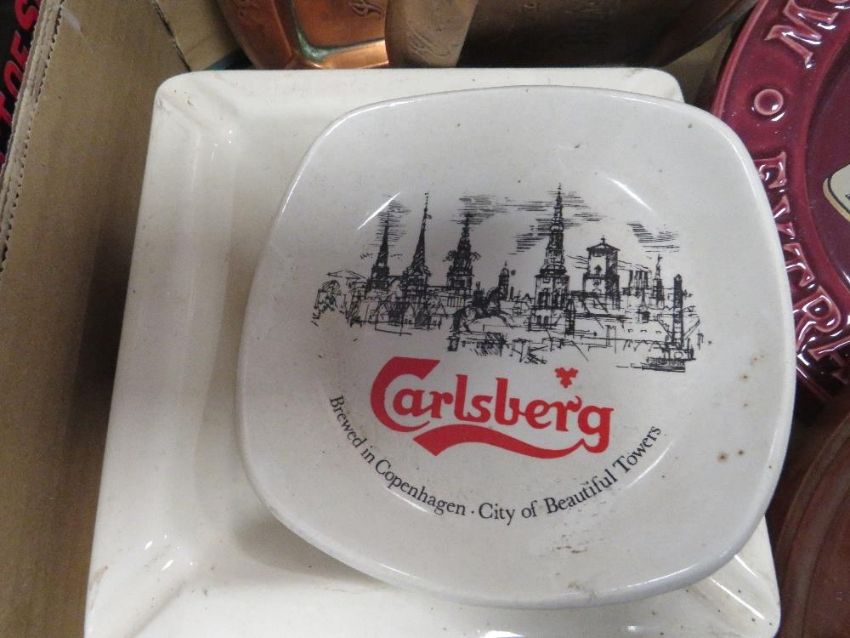 Carlsberg
Brewed in Copenhagen · City of Beautiful Towers